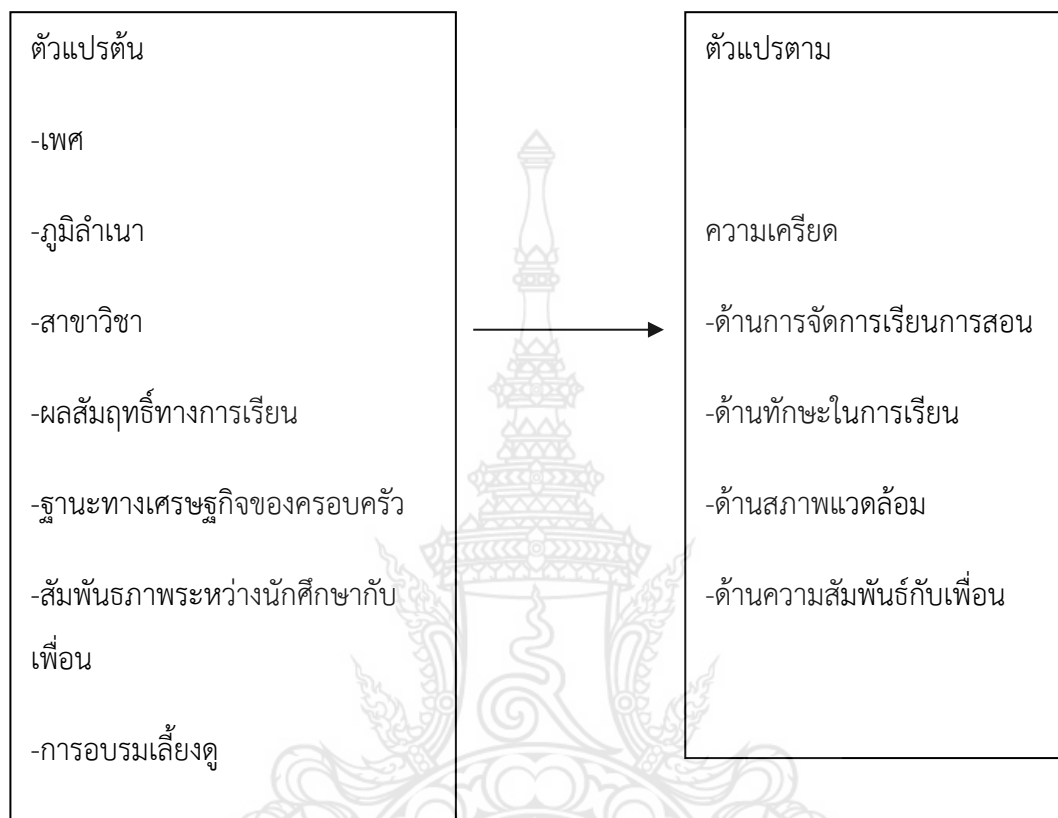 ตัวแปรต้น
-เพศ
-ภูมิลำเนา
-สาขาวิชา
-ผลสัมฤทธิ์ทางการเรียน
-ฐานะทางเศรษฐกิจของครอบครัว
-สัมพันธภาพระหว่างนักศึกษากับ
เพื่อน
-การอบรมเลี้ยงดู
ตัวแปรตาม
ความเครียด
-ด้านการจัดการเรียนการสอน
-ด้านทักษะในการเรียน
-ด้านสภาพแวดล้อม
-ด้านความสัมพันธ์กับเพื่อน